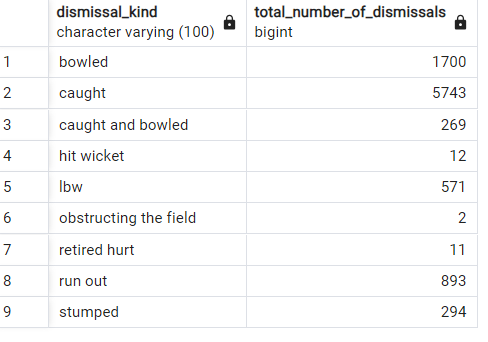 dismissal_kind total_number_of_dismissals
character varying (100) bigint
1 bowled 1700
2 caught 5743
3 caught and bowled 269
4 hit wicket 12
5 lbw 571
6 obstructing the field 2
7 retired hurt 11
8 run out 893
9 stumped 294